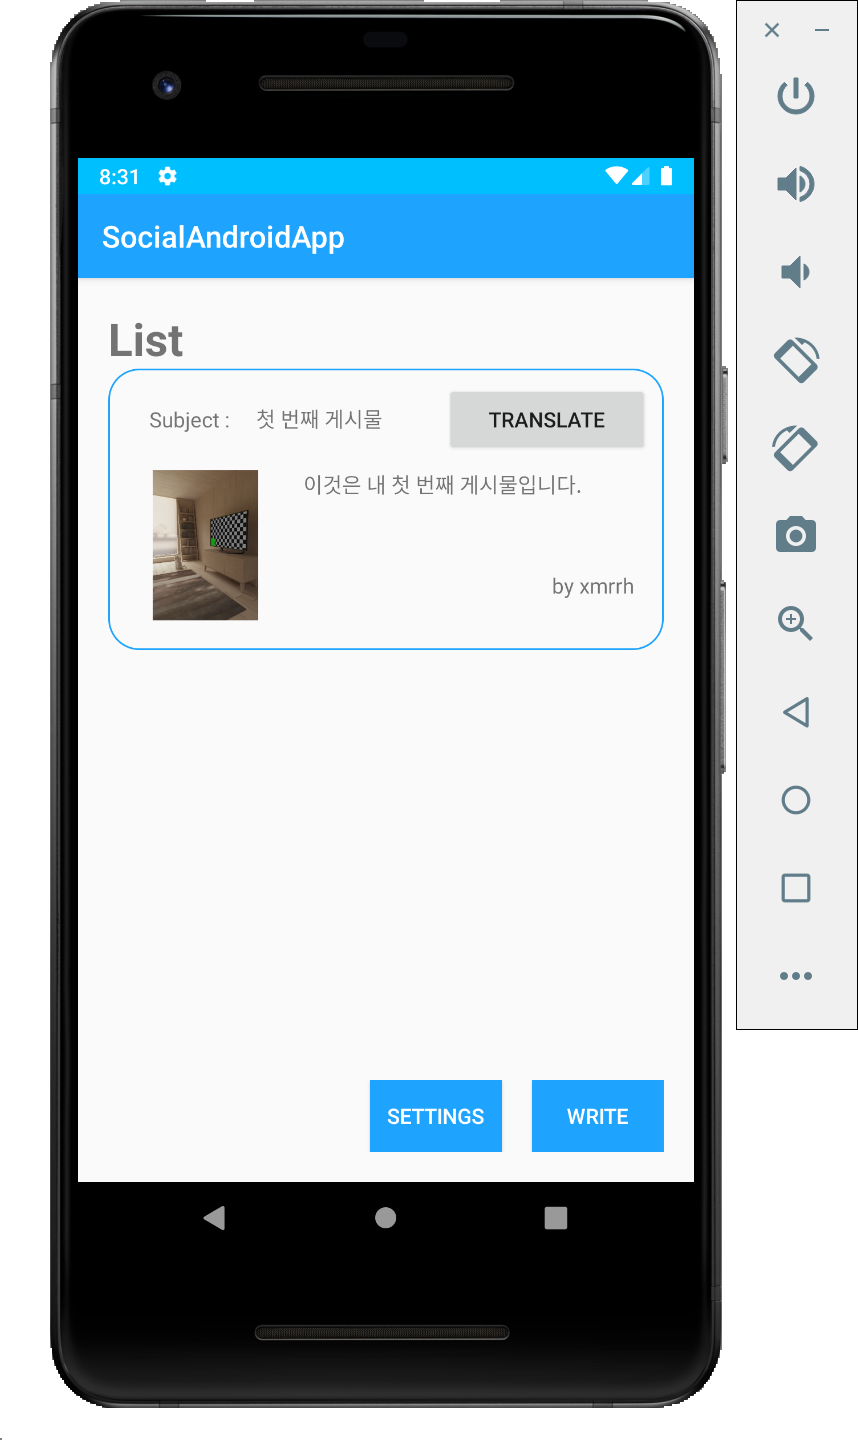 8:31
SocialAndroidApp
List
Subject : 첫 번째 게시물 TRANSLATE
이것은 내 첫 번째 게시물입니다.
by xmrrh
SETTINGS WRITE